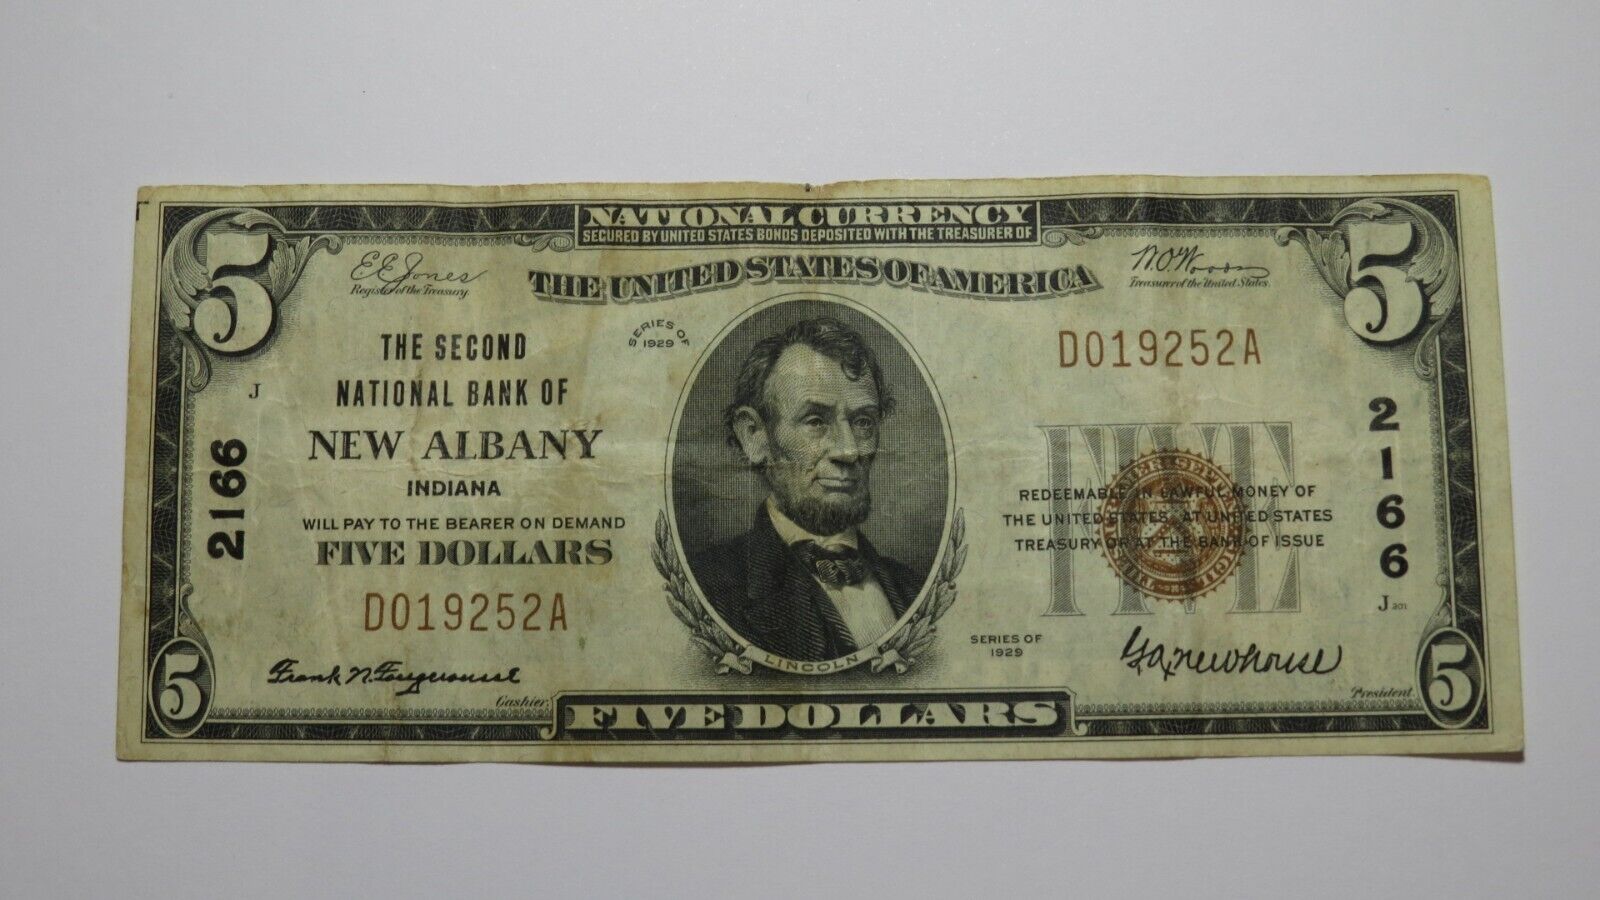 NATIONAL CURRENCY
SECURED BY UNITED STATES BONDS DEPOSITED WITH THE TREASURER OF
THE UNITED STATES OF AMERICA
5
5
E E Jones
Register of the Treasury.
W. O. Woods
Treasurer of the United States.
SERIES OF
1929
D019252A
THE SECOND
NATIONAL BANK OF
NEW ALBANY
INDIANA
WILL PAY TO THE BEARER ON DEMAND
FIVE DOLLARS
J
2166
2166
D019252A
FIVE
REDEEMABLE IN LAWFUL MONEY OF
THE UNITED STATES AT UNITED STATES
TREASURY OR AT THE BANK OF ISSUE
J 201
SERIES OF
1929
LINCOLN
Frank N.
Cashier.
Newhouse
President.
5
FIVE DOLLARS
5